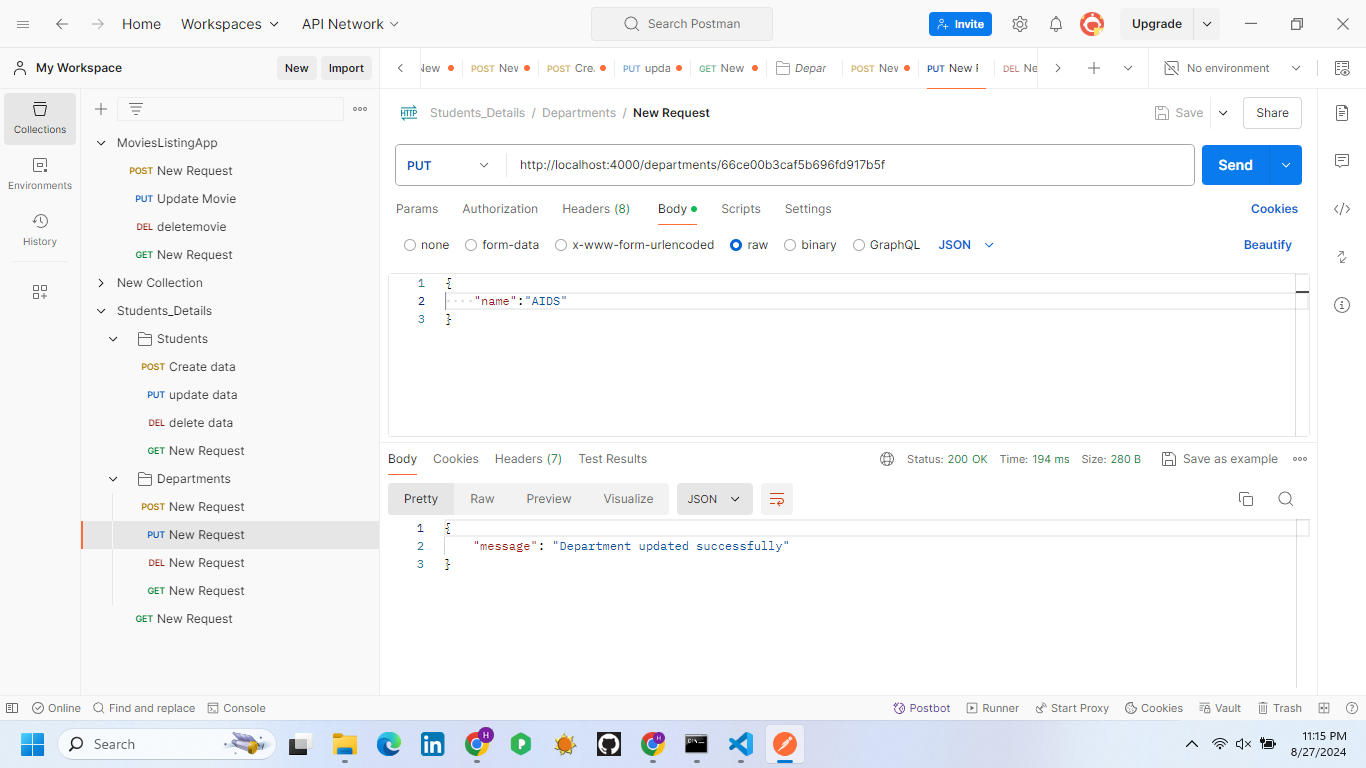 Home Workspaces API Network Search Postman Invite Upgrade
My Workspace New Import New POST Nev POST Cre. PUT upda GET New Depar POST Nev PUT New DEL Ne No environment
Collections
Environments
History
MoviesListingApp
POST New Request
PUT Update Movie
DEL deletemovie
GET New Request
New Collection
Students_Details
Students
POST Create data
PUT update data
DEL delete data
GET New Request
Departments
POST New Request
PUT New Request
DEL New Request
GET New Request
GET New Request
HTTP Students_Details / Departments / New Request Save Share
PUT http://localhost:4000/departments/66ce00b3caf5b696fd917b5f Send
Params Authorization Headers (8) Body Scripts Settings Cookies
none form-data x-www-form-urlencoded raw binary GraphQL JSON Beautify
1 {
2 "name":"AIDS"
3 }
Body Cookies Headers (7) Test Results Status: 200 OK Time: 194 ms Size: 280 B Save as example
Pretty Raw Preview Visualize JSON
1 {
2 "message": "Department updated successfully"
3 }
Online Find and replace Console Postbot Runner Start Proxy Cookies Vault Trash
Search
11:15 PM
8/27/2024